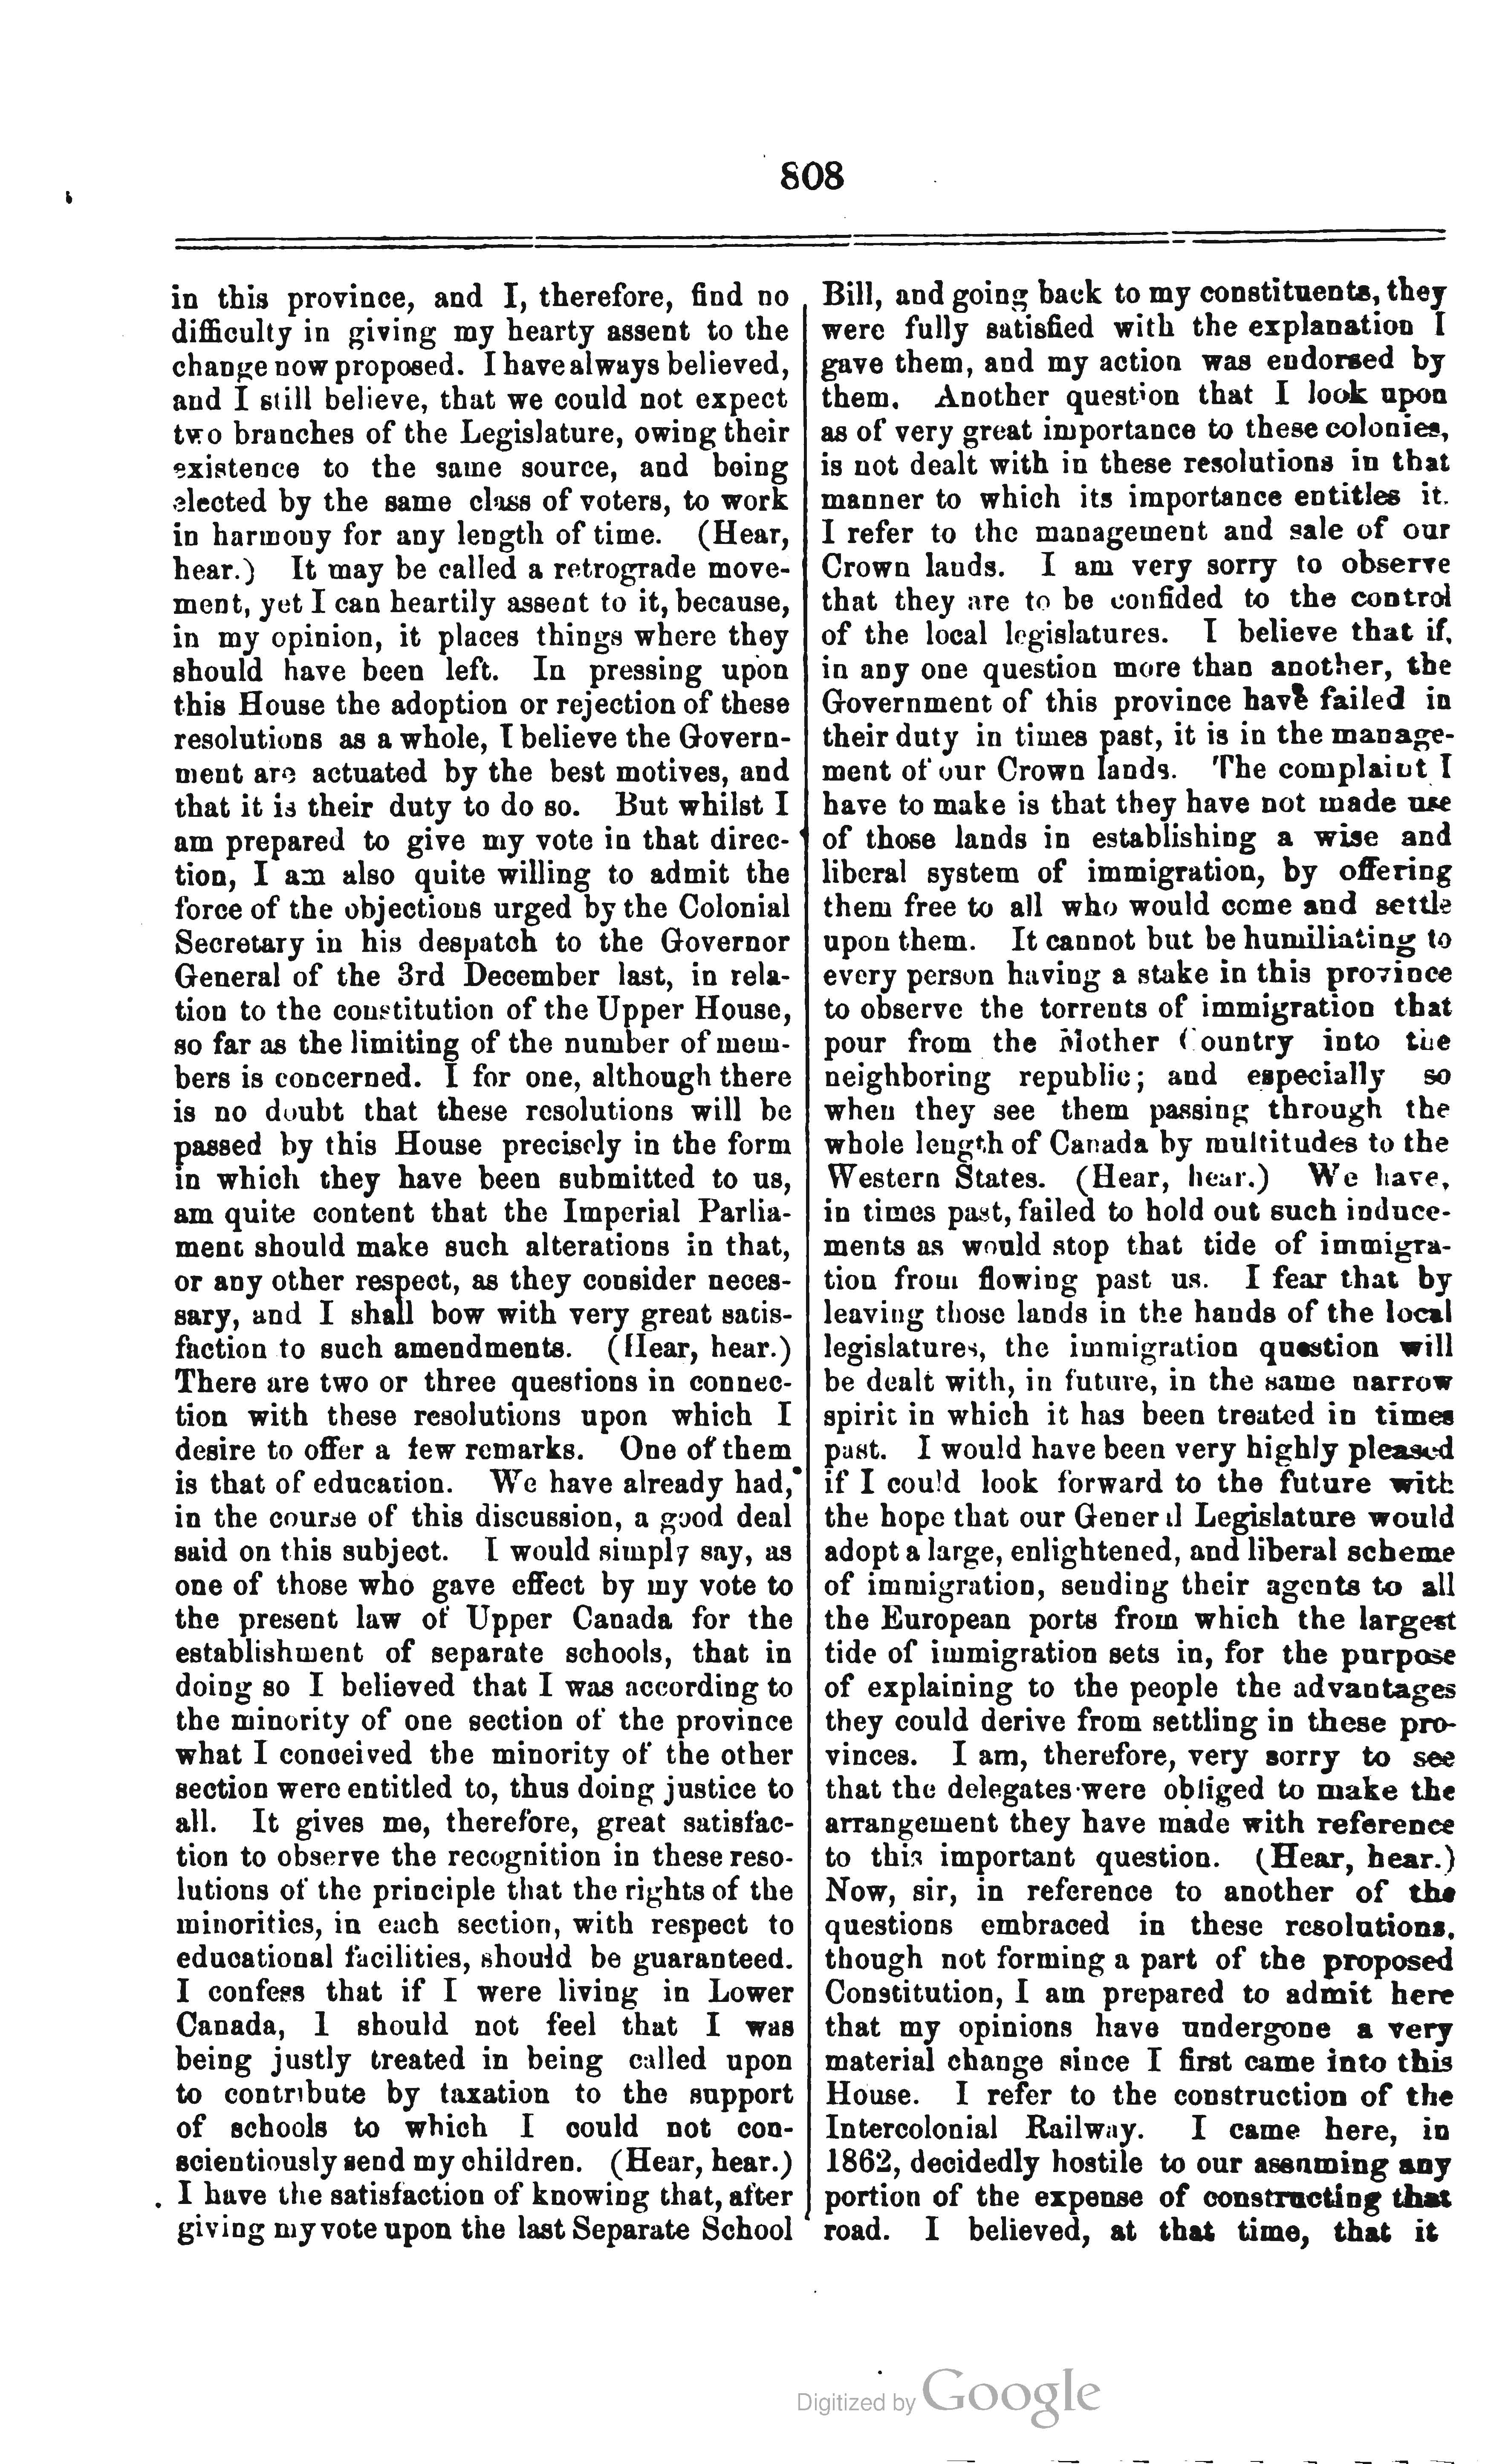 808
in this province, and I, therefore, find no
difficulty in giving my hearty assent to the
change now proposed. I have always believed,
and I still believe, that we could not expect
two branches of the Legislature, owing their
existence to the same source, and being
elected by the same class of voters, to work
in harmony for any length of time. (Hear,
hear.) It may be called a retrograde move-
ment, yet I can heartily assent to it, because,
in my opinion, it places things where they
should have been left. In pressing upon
this House the adoption or rejection of these
resolutions as a whole, I believe the Govern-
ment are actuated by the best motives, and
that it is their duty to do so. But whilst I
am prepared to give my vote in that direc-
tion, I am also quite willing to admit the
force of the objections urged by the Colonial
Secretary in his despatch to the Governor
General of the 3rd December last, in rela-
tion to the constitution of the Upper House,
so far as the limiting of the number of mem-
bers is concerned. I for one, although there
is no doubt that these resolutions will be
passed by this House precisely in the form
in which they have been submitted to us,
am quite content that the Imperial Parlia-
ment should make such alterations in that,
or any other respect, as they consider neces-
sary, and I shall bow with very great satis-
faction to such amendments. (Hear, hear.)
There are two or three questions in connec-
tion with these resolutions upon which I
desire to offer a few remarks. One of them
is that of education. We have already had,
in the course of this discussion, a good deal
said on this subject. I would simply say, as
one of those who gave effect by my vote to
the present law of Upper Canada for the
establishment of separate schools, that in
doing so I believed that I was according to
the minority of one section of the province
what I conceived the minority of the other
section were entitled to, thus doing justice to
all. It gives me, therefore, great satisfac-
tion to observe the recognition in these reso-
lutions of the principle that the rights of the
minorities, in each section, with respect to
educational facilities, should be guaranteed.
I confess that if I were living in Lower
Canada, I should not feel that I was
being justly treated in being called upon
to contribute by taxation to the support
of schools to which I could not con-
scientiously send my children. (Hear, hear.)
I have the satisfaction of knowing that, after
giving my vote upon the last Separate School
Bill, and going back to my constituents, they
were fully satisfied with the explanation I
gave them, and my action was endorsed by
them. Another question that I look upon
as of very great importance to these colonies,
is not dealt with in these resolutions in that
manner to which its importance entitles it.
I refer to the management and sale of our
Crown lands. I am very sorry to observe
that they are to be confided to the control
of the local legislatures. I believe that if,
in any one question more than another, the
Government of this province have failed in
their duty in times past, it is in the manage-
ment of our Crown lands. The complaint I
have to make is that they have not made use
of those lands in establishing a wise and
liberal system of immigration, by offering
them free to all who would come and settle
upon them. It cannot but be humiliating to
every person having a stake in this province
to observe the torrents of immigration that
pour from the Mother Country into the
neighboring republic; and especially so
when they see them passing through the
whole length of Canada by multitudes to the
Western States. (Hear, hear.) We have,
in times past, failed to hold out such induce-
ments as would stop that tide of immigra-
tion from flowing past us. I fear that by
leaving those lands in the hands of the local
legislatures, the immigration question will
be dealt with, in future, in the same narrow
spirit in which it has been treated in times
past. I would have been very highly pleased
if I could look forward to the future with
the hope that our General Legislature would
adopt a large, enlightened, and liberal scheme
of immigration, sending their agents to all
the European ports from which the largest
tide of immigration sets in, for the purpose
of explaining to the people the advantages
they could derive from settling in these pro-
vinces. I am, therefore, very sorry to see
that the delegates were obliged to make the
arrangement they have made with reference
to this important question. (Hear, hear.)
Now, sir, in reference to another of the
questions embraced in these resolutions,
though not forming a part of the proposed
Constitution, I am prepared to admit here
that my opinions have undergone a very
material change since I first came into this
House. I refer to the construction of the
Intercolonial Railway. I came here, in
1862, decidedly hostile to our assuming any
portion of the expense of constructing that
road. I believed, at that time, that it
Digitized by Google